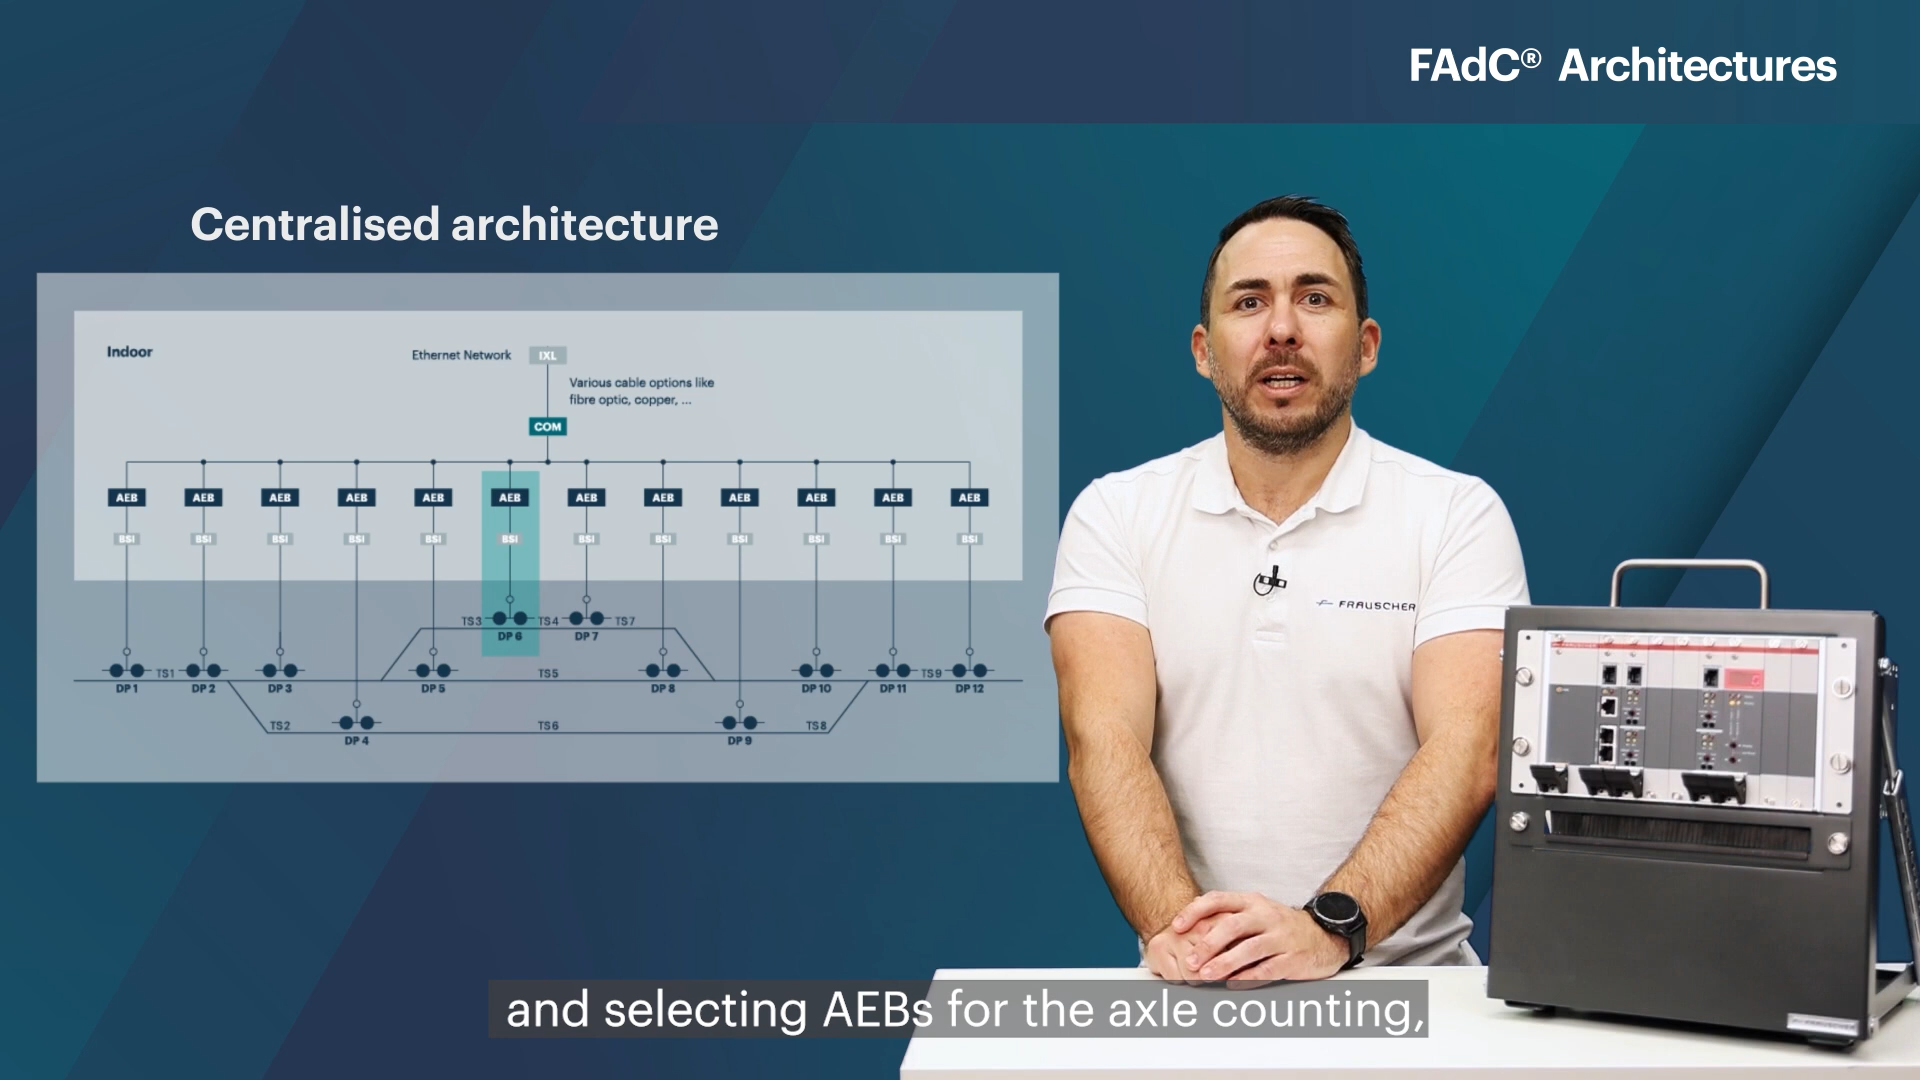 FAdC® Architectures
Centralised architecture
Indoor
Ethernet Network IXL
Various cable options like
fibre optic, copper, ...
COM
AEB AEB AEB AEB AEB AEB AEB AEB AEB AEB AEB AEB
BSI BSI BSI BSI BSI BSI BSI BSI BSI BSI BSI BSI
TS3 TS4 TS7
DP 6 DP 7
TS1 TS5 TS9
DP 1 DP 2 DP 3 DP 5 DP 8 DP 10 DP 11 DP 12
TS2 TS6 TS8
DP 4 DP 9
FRAUSCHER
FRAUSCHER
and selecting AEBs for the axle counting,